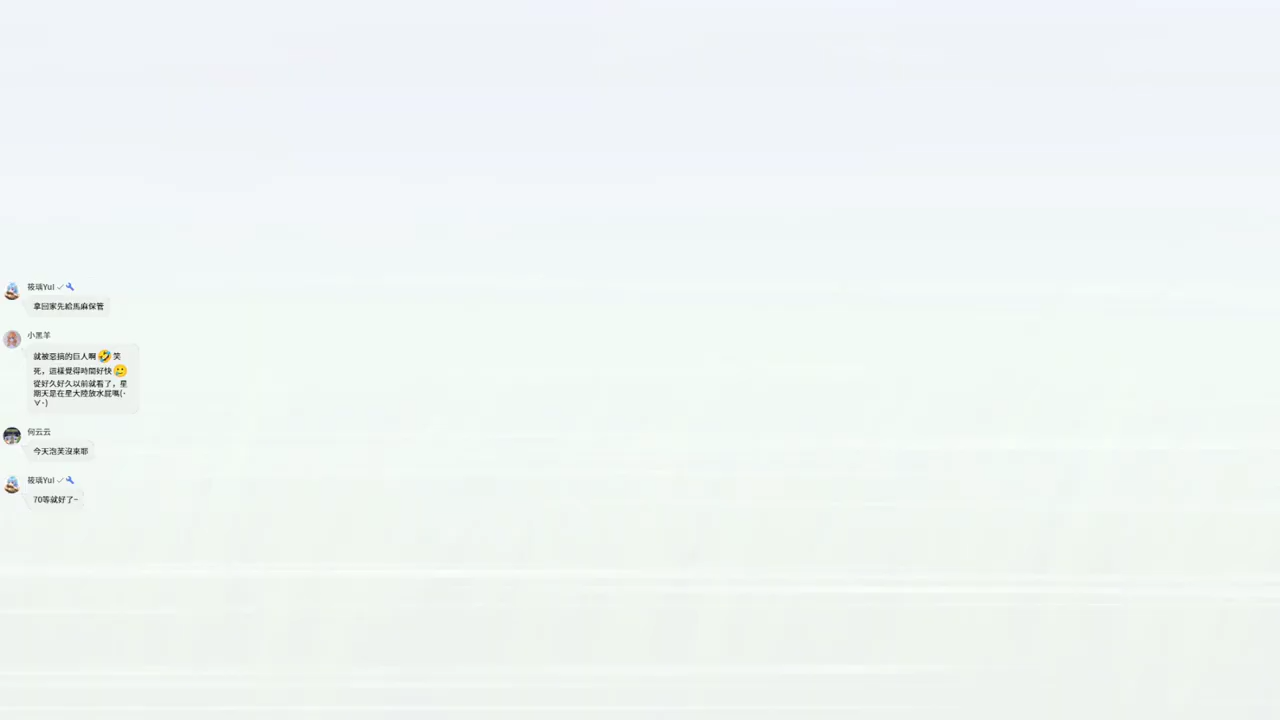 筱瑀Yui
拿回家先給馬麻保管
小黑羊
就被惡搞的巨人啊🤣笑
死，這樣覺得時間好快🥲
從好久好久以前就看了，星
期天是在星大陸放水屁嗎(･
∀･)
何云云
今天泡芙沒來耶
筱瑀Yui
70等就好了~